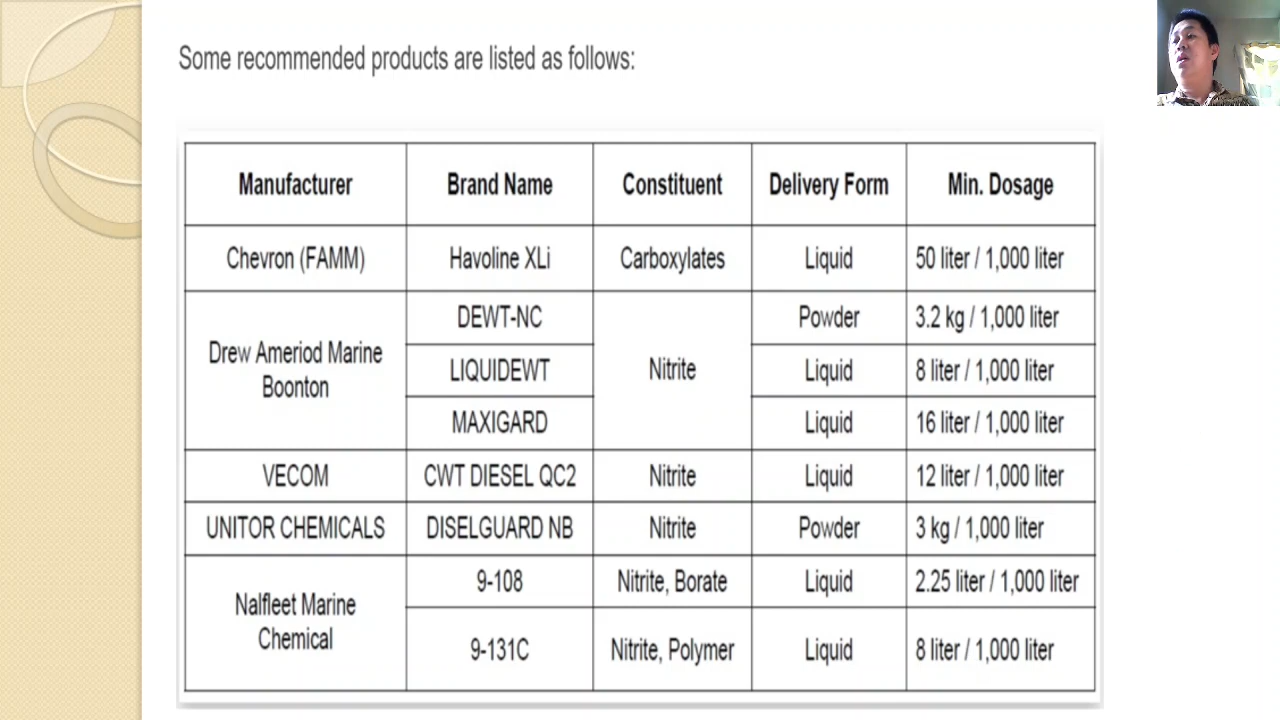 Some recommended products are listed as follows:
Manufacturer Brand Name Constituent Delivery Form Min. Dosage
Chevron (FAMM) Havoline XLi Carboxylates Liquid 50 liter / 1,000 liter
Drew Ameriod Marine
Boonton
DEWT-NC Nitrite Powder 3.2 kg / 1,000 liter
LIQUIDEWT Liquid 8 liter / 1,000 liter
MAXIGARD Liquid 16 liter / 1,000 liter
VECOM CWT DIESEL QC2 Nitrite Liquid 12 liter / 1,000 liter
UNITOR CHEMICALS DISELGUARD NB Nitrite Powder 3 kg / 1,000 liter
Nalfleet Marine
Chemical
9-108 Nitrite, Borate Liquid 2.25 liter / 1,000 liter
9-131C Nitrite, Polymer Liquid 8 liter / 1,000 liter